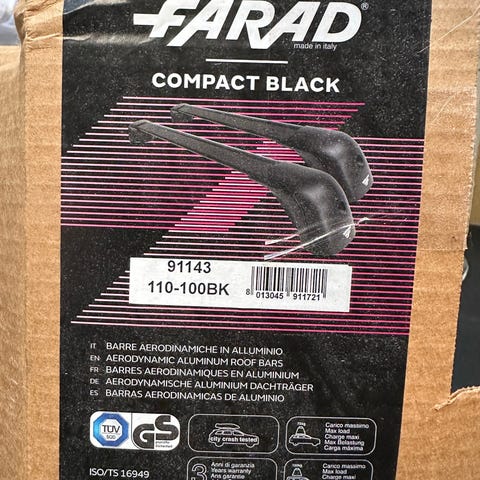 FARAD®
made in italy
COMPACT BLACK
91143
110-100BK
8 013045 911721
IT BARRE AERODINAMICHE IN ALLUMINIO
EN AERODYNAMIC ALUMINUM ROOF BARS
FR BARRES AERODINAMIQUES EN ALUMINIUM
DE AERODYNAMISCHE ALUMINIUM DACHTRÄGER
ES BARRAS AERODINAMICAS DE ALUMINIO
TÜV
SÜD
GS
geprüfte
Sicherheit
city crash tested
Carico massimo
Max load
Charge maxi
Max Belastung
Carga máxima
ISO/TS 16949
3
Anni di garanzia
Years warranty
Ans garantie
Carico massimo
Max load
Charge maxi